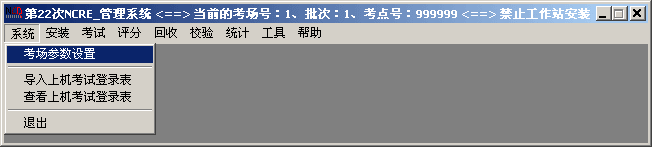 第22次NCRE_管理系统 <==> 当前的考场号：1、批次：1、考点号：999999 <==> 禁止工作站安装
系统 安装 考试 评分 回收 校验 统计 工具 帮助
考场参数设置
导入上机考试登录表
查看上机考试登录表
退出